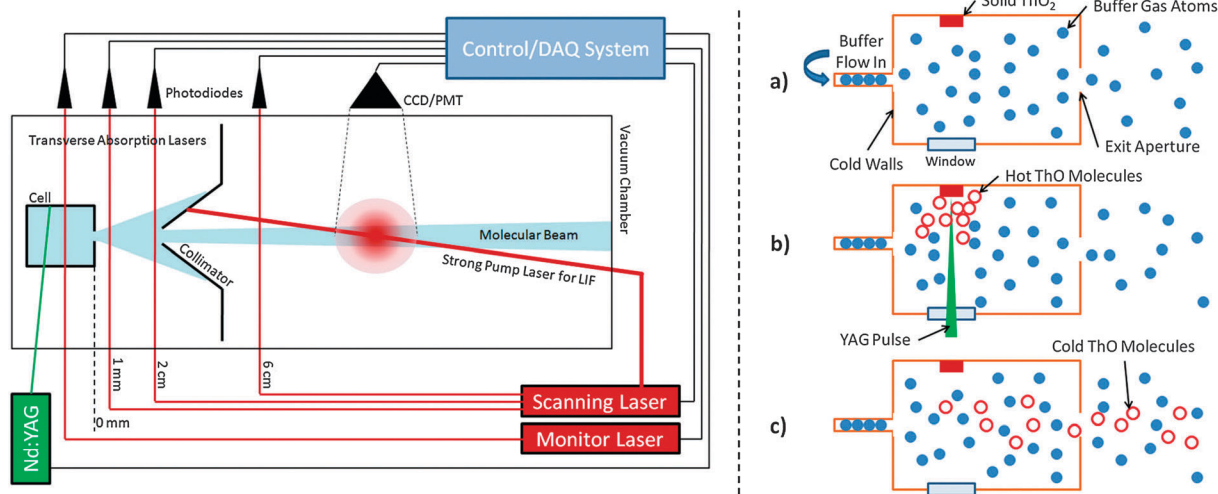 Control/DAQ System
Photodiodes
CCD/PMT
Transverse Absorption Lasers
Vacuum Chamber
Cell
Molecular Beam
Collimator
Strong Pump Laser for LIF
1 mm
2 cm
6 cm
0 mm
Nd:YAG
Scanning Laser
Monitor Laser
Solid ThO2
Buffer Gas Atoms
Buffer
Flow In
a)
Cold Walls
Window
Exit Aperture
Hot ThO Molecules
b)
YAG Pulse
Cold ThO Molecules
c)